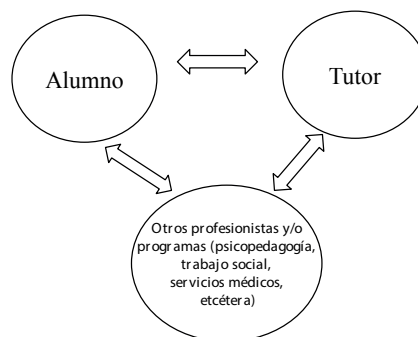 Alumno
Tutor
Otros profesionistas y/o
programas (psicopedagogía,
trabajo social,
servicios médicos,
etcétera)